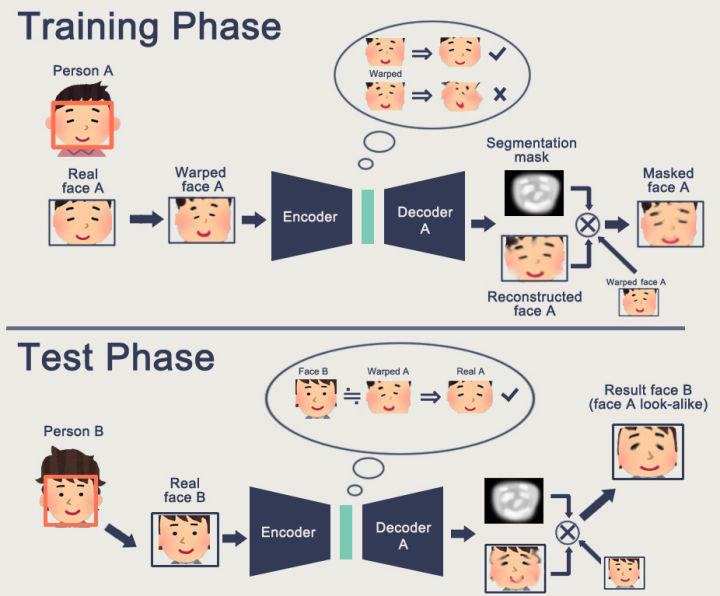 Training Phase
Person A
Warped
Real
face A
Warped
face A
Encoder
Decoder
A
Segmentation
mask
Reconstructed
face A
Masked
face A
Warped face A
Test Phase
Face B
Warped A
Real A
Person B
Real
face B
Encoder
Decoder
A
Result face B
(face A look-alike)